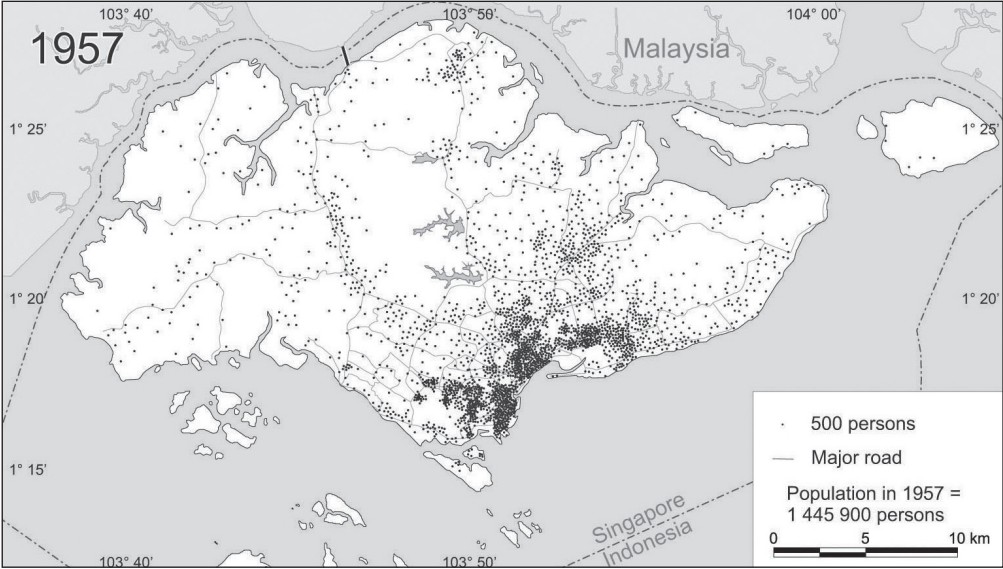 103° 40'
103° 50'
104° 00'
1957
Malaysia
1° 25'
1° 25'
1° 20'
1° 20'
1° 15'
500 persons
Major road
Population in 1957 =
1 445 900 persons
Singapore
Indonesia
0 5 10 km
103° 40'
103° 50'